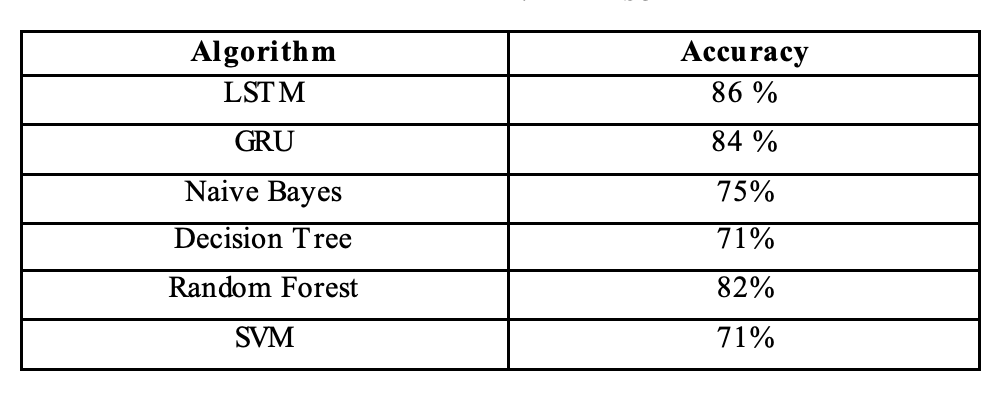 Algorithm Accuracy
LSTM 86 %
GRU 84 %
Naive Bayes 75%
Decision Tree 71%
Random Forest 82%
SVM 71%